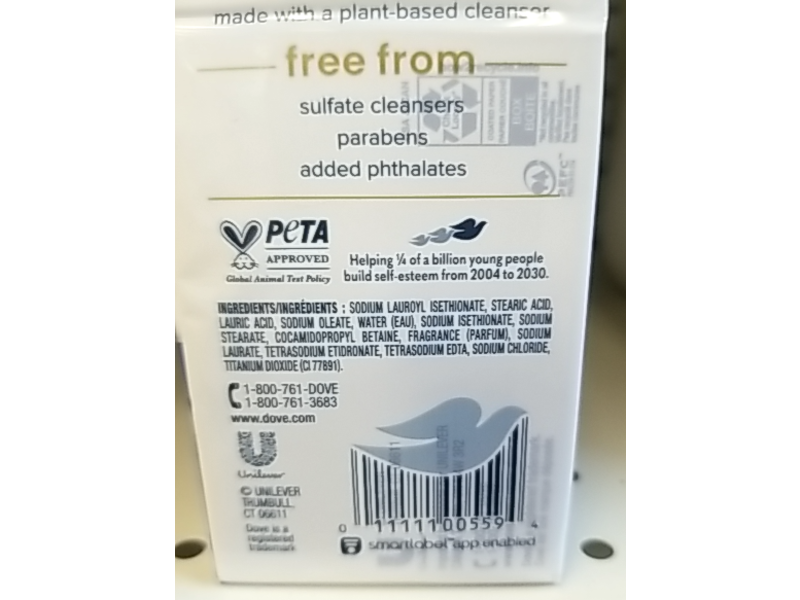 made with a plant-based cleanser
free from
sulfate cleansers
parabens
added phthalates
PeTA
APPROVED
Global Animal Test Policy
Helping ¼ of a billion young people
build self-esteem from 2004 to 2030.
INGREDIENTS/INGRÉDIENTS : SODIUM LAUROYL ISETHIONATE, STEARIC ACID,
LAURIC ACID, SODIUM OLEATE, WATER (EAU), SODIUM ISETHIONATE, SODIUM
STEARATE, COCAMIDOPROPYL BETAINE, FRAGRANCE (PARFUM), SODIUM
LAURATE, TETRASODIUM ETIDRONATE, TETRASODIUM EDTA, SODIUM CHLORIDE,
TITANIUM DIOXIDE (CI 77891).
1-800-761-DOVE
1-800-761-3683
www.dove.com
Unilever
© UNILEVER
TRUMBULL,
CT 06611
Dove is a
registered
trademark
0 11111 00559 4
smartlabel™ app enabled
PEFC™
BOX